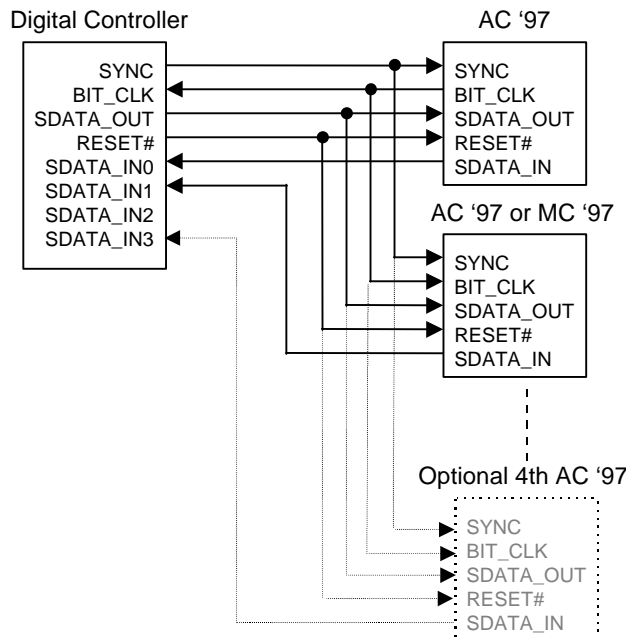 Digital Controller
SYNC
BIT_CLK
SDATA_OUT
RESET#
SDATA_IN0
SDATA_IN1
SDATA_IN2
SDATA_IN3
AC ‘97
SYNC
BIT_CLK
SDATA_OUT
RESET#
SDATA_IN
AC ‘97 or MC ‘97
SYNC
BIT_CLK
SDATA_OUT
RESET#
SDATA_IN
Optional 4th AC ‘97
SYNC
BIT_CLK
SDATA_OUT
RESET#
SDATA_IN